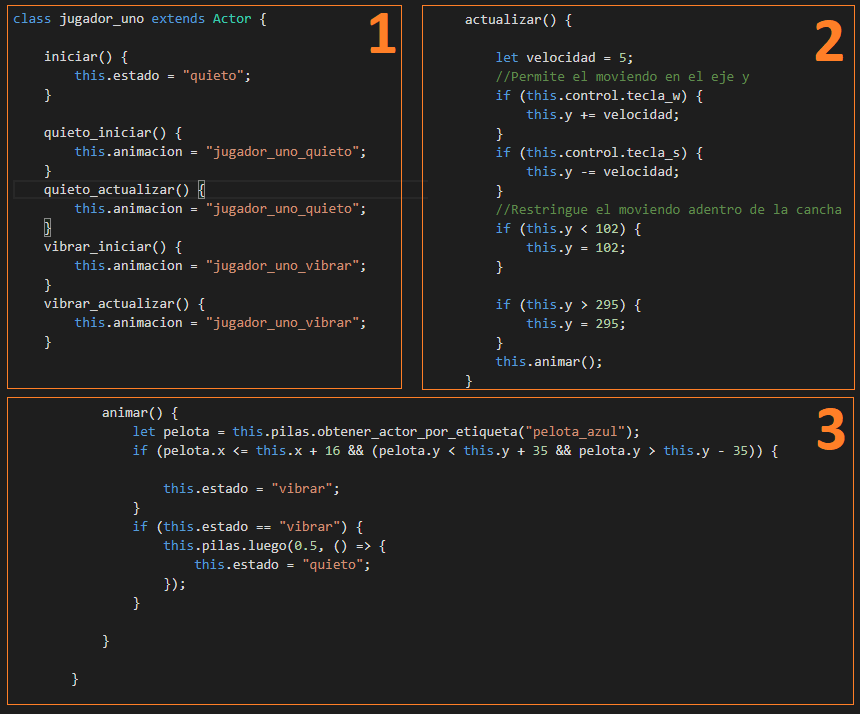 class jugador_uno extends Actor {
1
iniciar() {
this.estado = "quieto";
}
quieto_iniciar() {
this.animacion = "jugador_uno_quieto";
}
quieto_actualizar() {
this.animacion = "jugador_uno_quieto";
}
vibrar_iniciar() {
this.animacion = "jugador_uno_vibrar";
}
vibrar_actualizar() {
this.animacion = "jugador_uno_vibrar";
}
actualizar() {
2
let velocidad = 5;
//Permite el moviendo en el eje y
if (this.control.tecla_w) {
this.y += velocidad;
}
if (this.control.tecla_s) {
this.y -= velocidad;
}
//Restringue el moviendo adentro de la cancha
if (this.y < 102) {
this.y = 102;
}
if (this.y > 295) {
this.y = 295;
}
this.animar();
}
animar() {
3
let pelota = this.pilas.obtener_actor_por_etiqueta("pelota_azul");
if (pelota.x <= this.x + 16 && (pelota.y < this.y + 35 && pelota.y > this.y - 35)) {
this.estado = "vibrar";
}
if (this.estado == "vibrar") {
this.pilas.luego(0.5, () => {
this.estado = "quieto";
});
}
}
}